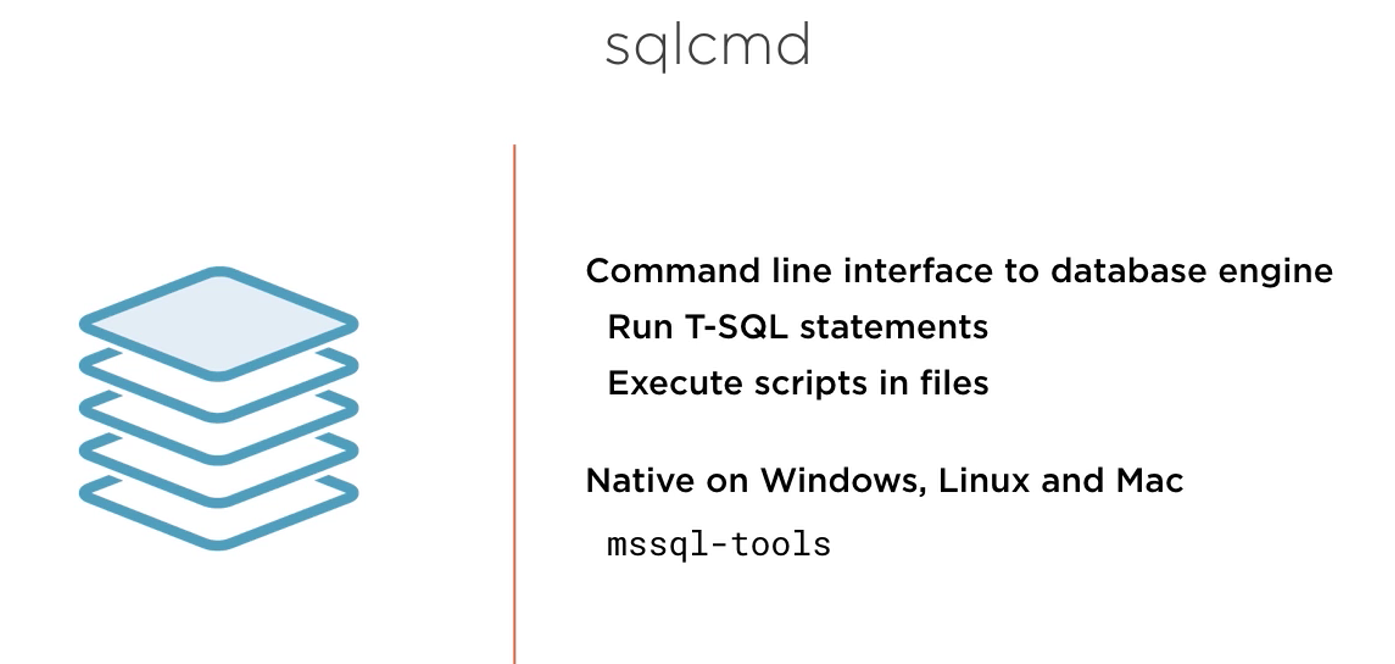 sqlcmd
Command line interface to database engine
Run T-SQL statements
Execute scripts in files
Native on Windows, Linux and Mac
mssql-tools